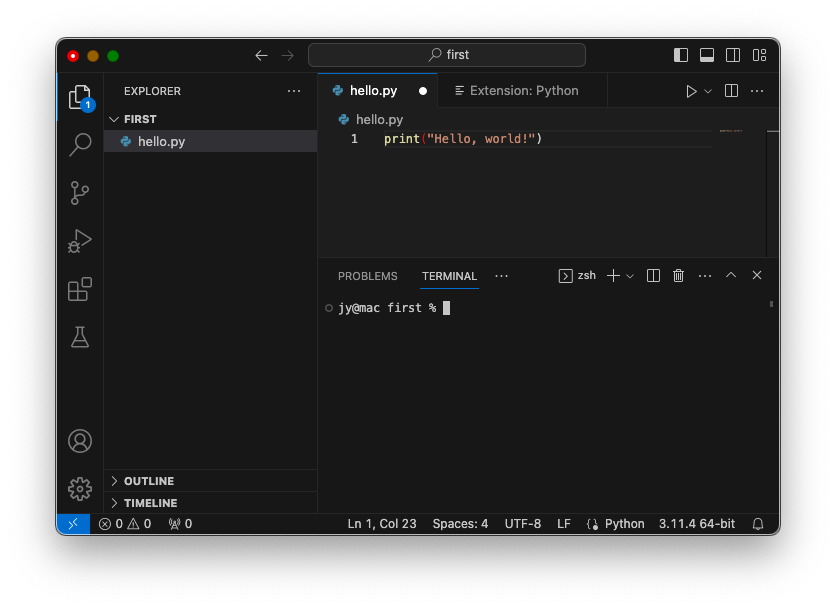 first
EXPLORER
hello.py
Extension: Python
1
FIRST
hello.py
hello.py
1 print("Hello, world!")
PROBLEMS TERMINAL
zsh
jy@mac first %
OUTLINE
TIMELINE
0 0 0 Ln 1, Col 23 Spaces: 4 UTF-8 LF Python 3.11.4 64-bit